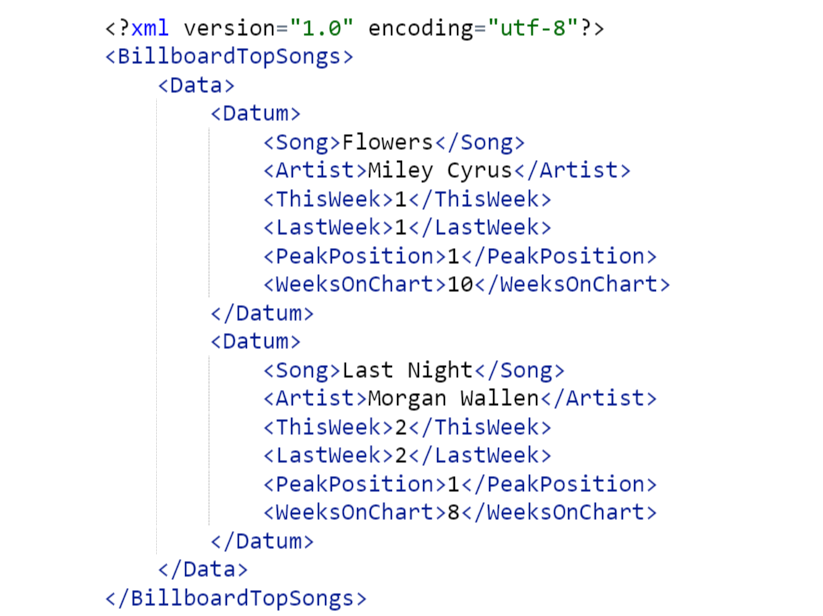 <?xml version="1.0" encoding="utf-8"?>
<BillboardTopSongs>
    <Data>
        <Datum>
            <Song>Flowers</Song>
            <Artist>Miley Cyrus</Artist>
            <ThisWeek>1</ThisWeek>
            <LastWeek>1</LastWeek>
            <PeakPosition>1</PeakPosition>
            <WeeksOnChart>10</WeeksOnChart>
        </Datum>
        <Datum>
            <Song>Last Night</Song>
            <Artist>Morgan Wallen</Artist>
            <ThisWeek>2</ThisWeek>
            <LastWeek>2</LastWeek>
            <PeakPosition>1</PeakPosition>
            <WeeksOnChart>8</WeeksOnChart>
        </Datum>
    </Data>
</BillboardTopSongs>